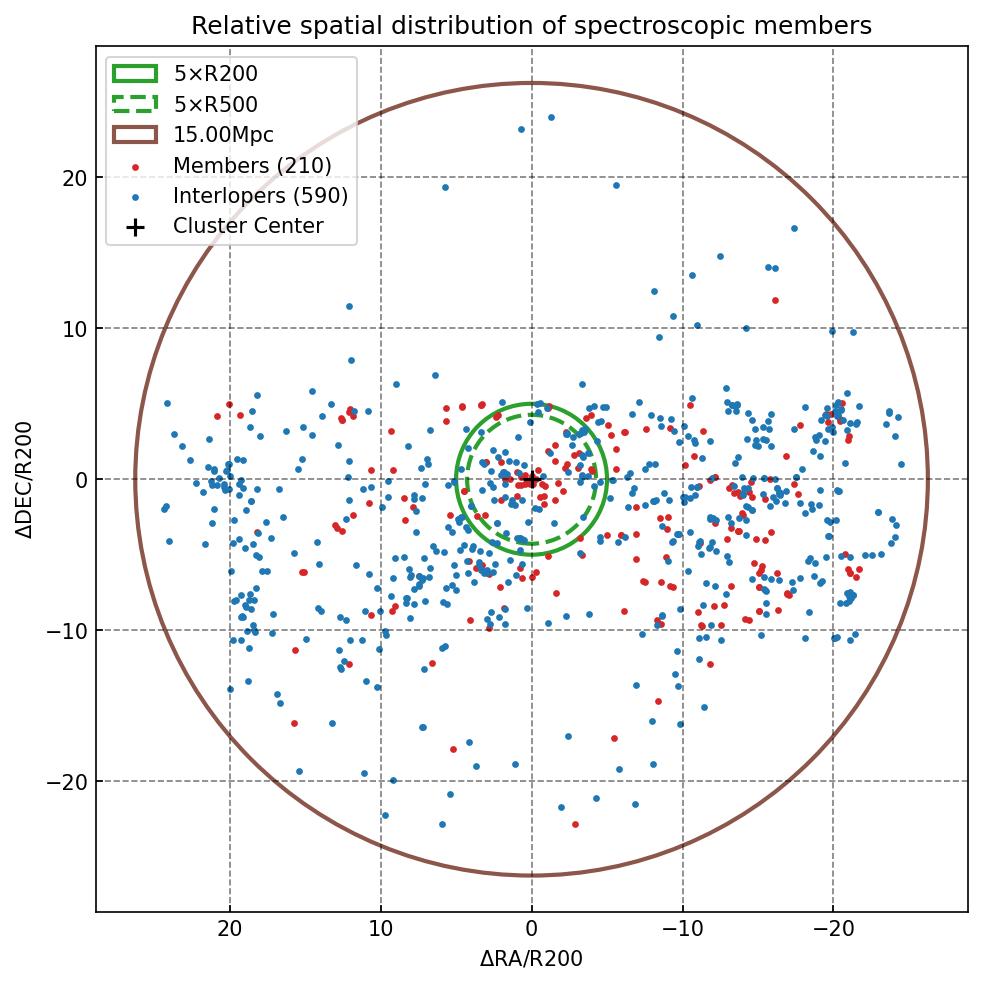 Relative spatial distribution of spectroscopic members
5×R200
5×R500
15.00Mpc
Members (210)
Interlopers (590)
Cluster Center
20
10
0
−10
−20
ΔDEC/R200
20
10
0
−10
−20
ΔRA/R200